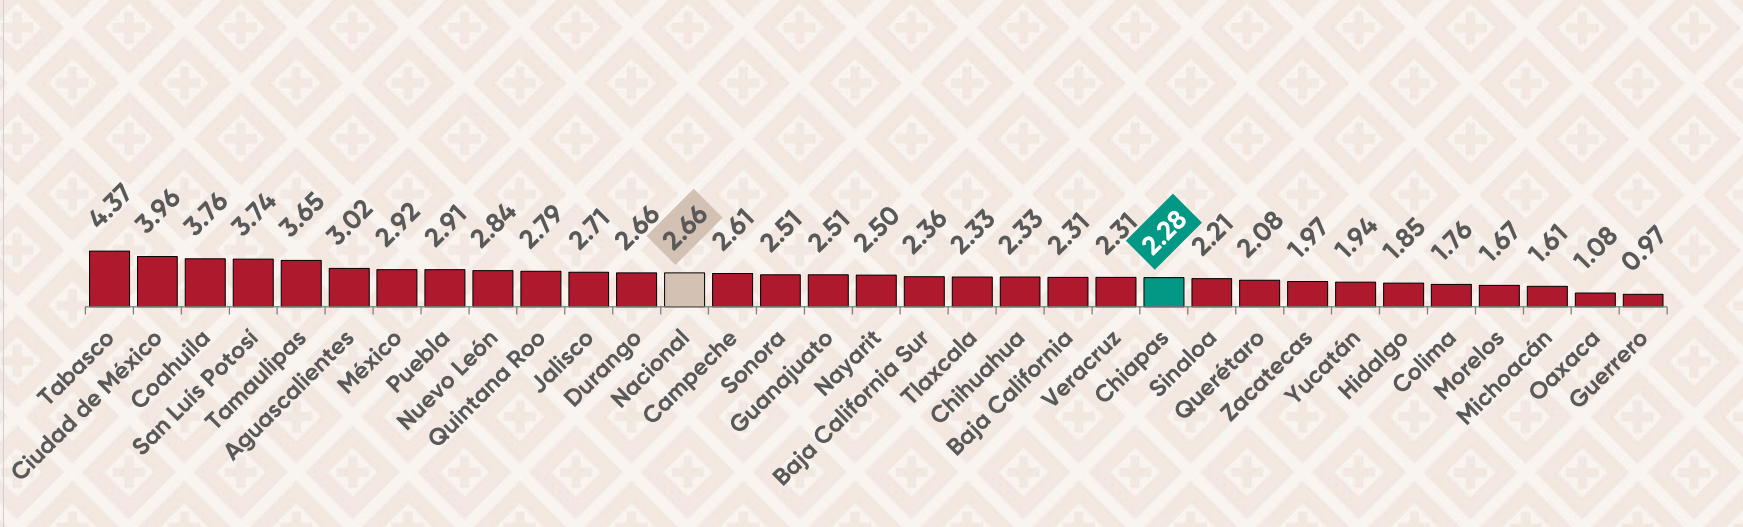 4.37
3.96
3.76
3.74
3.65
3.02
2.92
2.91
2.84
2.79
2.71
2.66
2.66
2.61
2.51
2.51
2.50
2.36
2.33
2.33
2.31
2.31
2.28
2.21
2.08
1.97
1.94
1.85
1.76
1.67
1.61
1.08
0.97
Tabasco
Ciudad de México
Coahuila
San Luis Potosí
Tamaulipas
Aguascalientes
México
Puebla
Nuevo León
Quintana Roo
Jalisco
Durango
Nacional
Campeche
Sonora
Guanajuato
Nayarit
Baja California Sur
Tlaxcala
Chihuahua
Baja California
Veracruz
Chiapas
Sinaloa
Querétaro
Zacatecas
Yucatán
Hidalgo
Colima
Morelos
Michoacán
Oaxaca
Guerrero